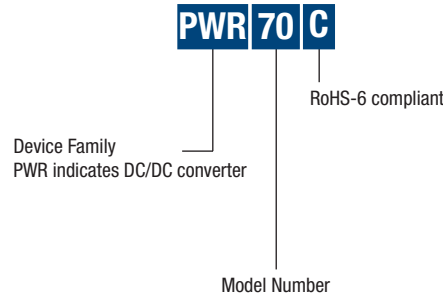 PWR 70 C
RoHS-6 compliant
Device Family
PWR indicates DC/DC converter
Model Number